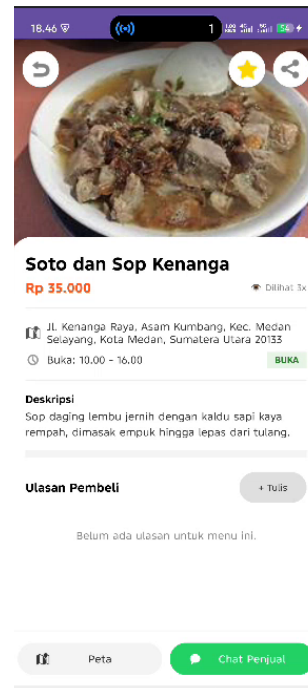 18.46
1
54
Soto dan Sop Kenanga
Rp 35.000
Dilihat 3x
Jl. Kenanga Raya, Asam Kumbang, Kec. Medan
Selayang, Kota Medan, Sumatera Utara 20133
Buka: 10.00 - 16.00
BUKA
Deskripsi
Sop daging lembu jernih dengan kaldu sapi kaya
rempah, dimasak empuk hingga lepas dari tulang.
Ulasan Pembeli
+ Tulis
Belum ada ulasan untuk menu ini.
Peta
Chat Penjual